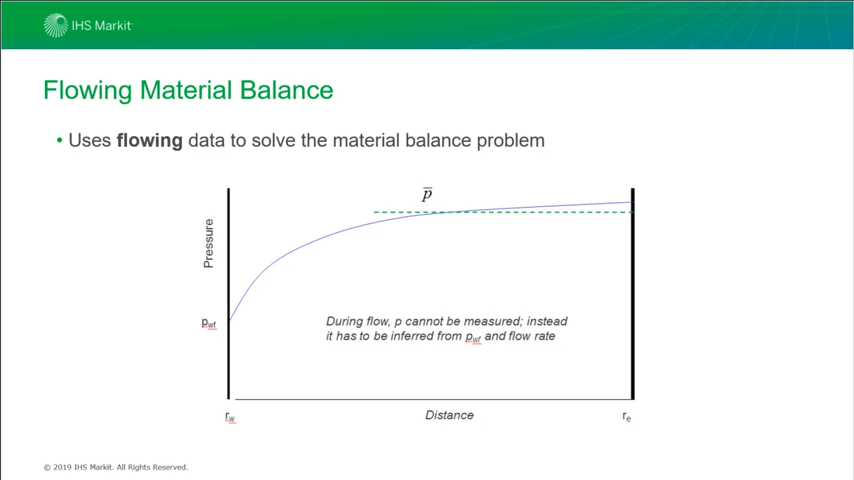 IHS Markit
Flowing Material Balance
• Uses flowing data to solve the material balance problem
p̅
Pressure
pwf
During flow, p cannot be measured; instead
it has to be inferred from pwf and flow rate
rw
Distance
re
© 2019 IHS Markit. All Rights Reserved.